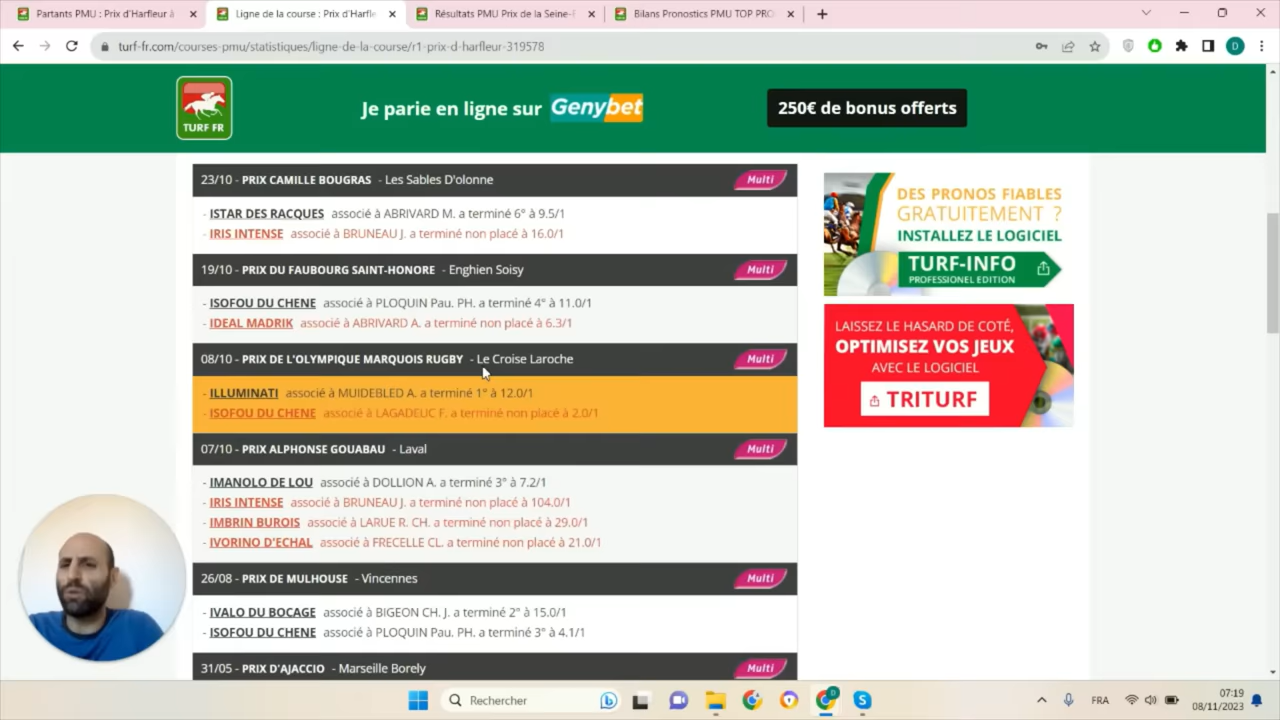 Partants PMU : Prix d'Harfleur à
Ligne de la course : Prix d'Harfle
Résultats PMU Prix de la Seine-
Bilans Pronostics PMU TOP PRO
turf-fr.com/courses-pmu/statistiques/ligne-de-la-course/r1-prix-d-harfleur-319578
D
TURF FR
Je parie en ligne sur Genybet
250€ de bonus offerts
23/10 - PRIX CAMILLE BOUGRAS - Les Sables D'olonne
Multi
- ISTAR DES RACQUES associé à ABRIVARD M. a terminé 6° à 9.5/1
- IRIS INTENSE associé à BRUNEAU J. a terminé non placé à 16.0/1
19/10 - PRIX DU FAUBOURG SAINT-HONORE - Enghien Soisy
Multi
- ISOFOU DU CHENE associé à PLOQUIN Pau. PH. a terminé 4° à 11.0/1
- IDEAL MADRIK associé à ABRIVARD A. a terminé non placé à 6.3/1
08/10 - PRIX DE L'OLYMPIQUE MARQUOIS RUGBY - Le Croise Laroche
Multi
- ILLUMINATI associé à MUIDEBLED A. a terminé 1° à 12.0/1
- ISOFOU DU CHENE associé à LAGADEUC F. a terminé non placé à 2.0/1
07/10 - PRIX ALPHONSE GOUABAU - Laval
Multi
- IMANOLO DE LOU associé à DOLLION A. a terminé 3° à 7.2/1
- IRIS INTENSE associé à BRUNEAU J. a terminé non placé à 104.0/1
- IMBRIN BUROIS associé à LARUE R. CH. a terminé non placé à 29.0/1
- IVORINO D'ECHAL associé à FRECELLE CL. a terminé non placé à 21.0/1
26/08 - PRIX DE MULHOUSE - Vincennes
Multi
- IVALO DU BOCAGE associé à BIGEON CH. J. a terminé 2° à 15.0/1
- ISOFOU DU CHENE associé à PLOQUIN Pau. PH. a terminé 3° à 4.1/1
31/05 - PRIX D'AJACCIO - Marseille Borely
Multi
DES PRONOS FIABLES
GRATUITEMENT ?
INSTALLEZ LE LOGICIEL
TURF-INFO
PROFESIONEL EDITION
LAISSEZ LE HASARD DE COTÉ,
OPTIMISEZ VOS JEUX
AVEC LE LOGICIEL
TRITURF
Rechercher
D
FRA
07:19
08/11/2023